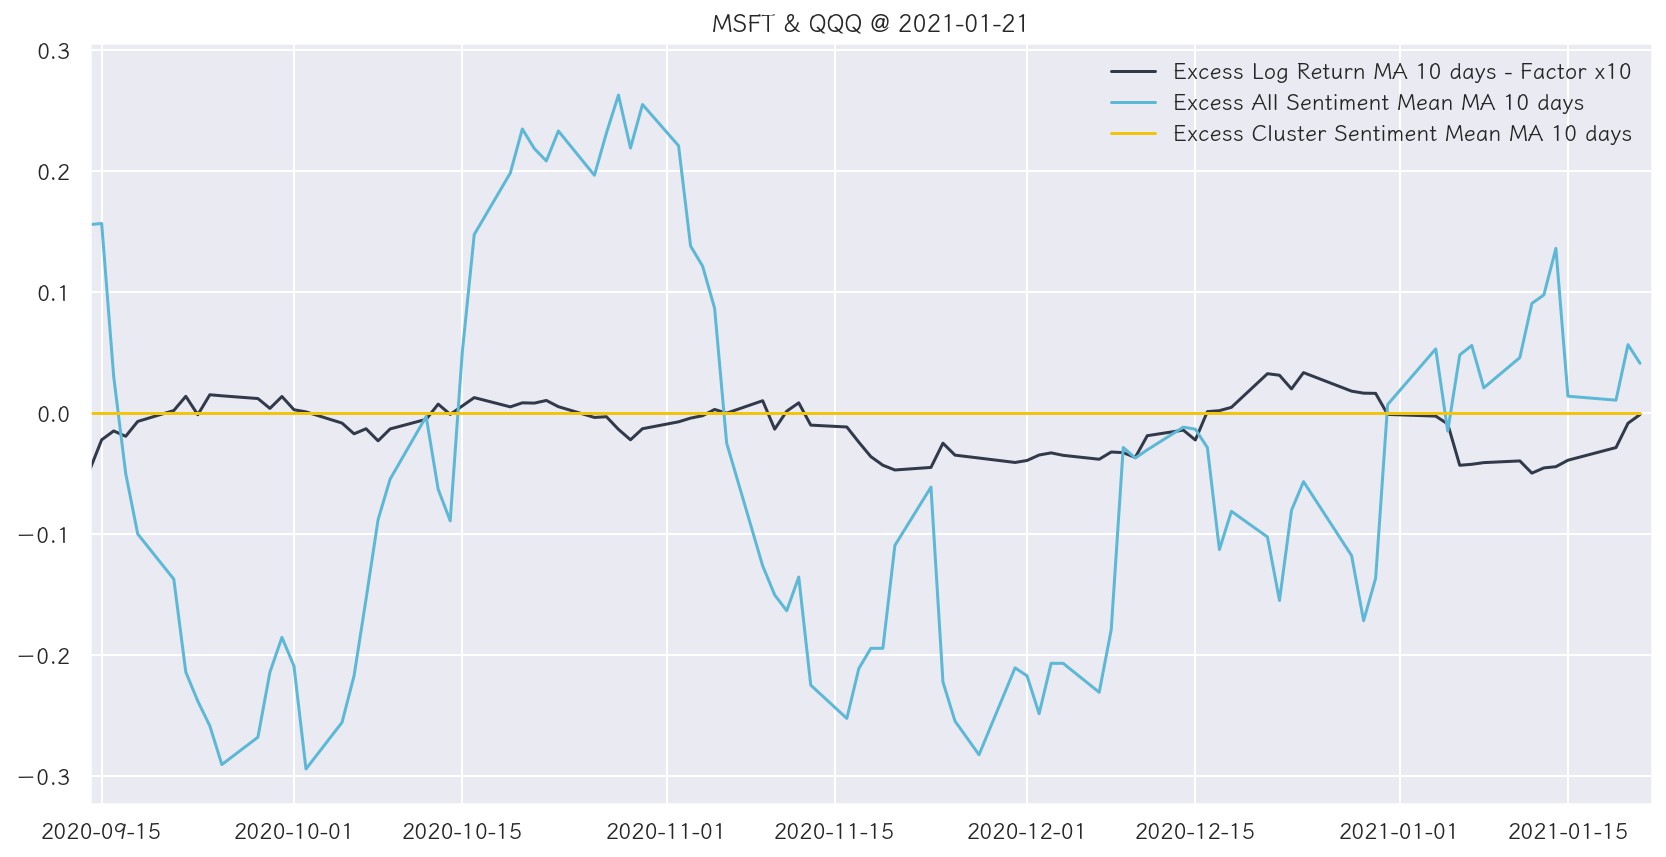 MSFT & QQQ @ 2021-01-21
0.3
0.2
0.1
0.0
−0.1
−0.2
−0.3
Excess Log Return MA 10 days - Factor x10
Excess All Sentiment Mean MA 10 days
Excess Cluster Sentiment Mean MA 10 days
2020-09-15 2020-10-01 2020-10-15 2020-11-01 2020-11-15 2020-12-01 2020-12-15 2021-01-01 2021-01-15